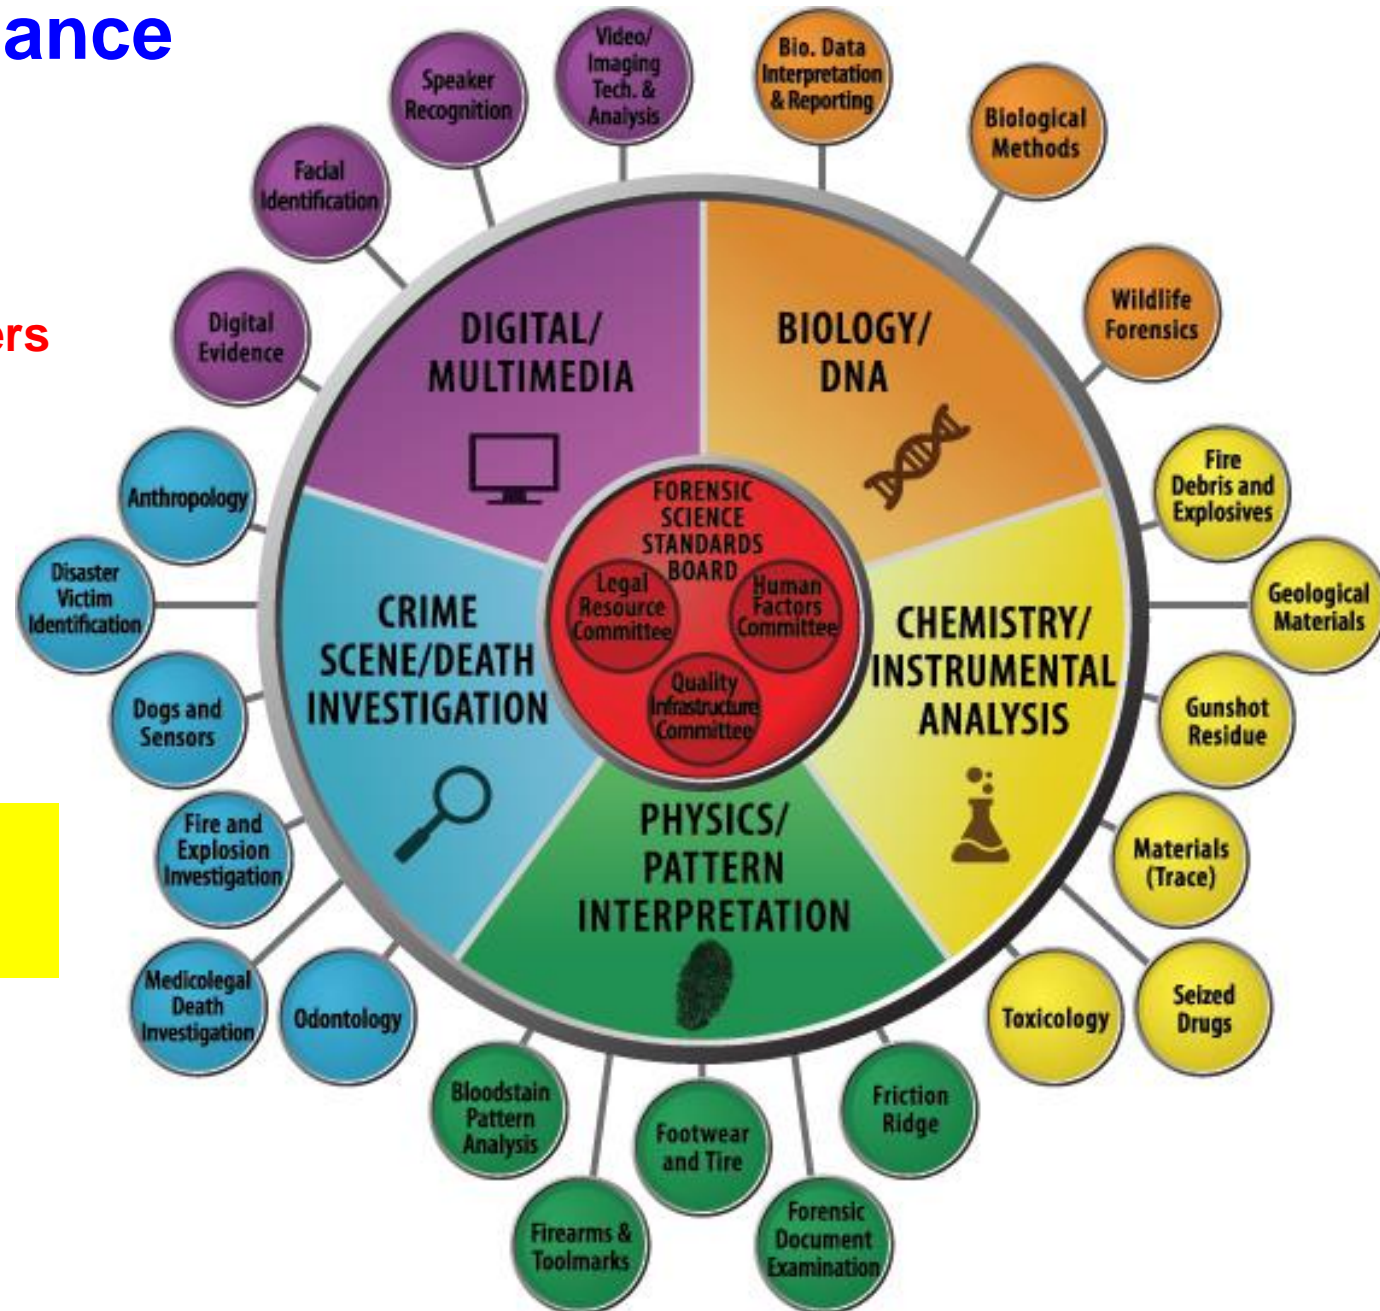 ance
ers
Video/
Imaging
Tech. &
Analysis
Speaker
Recognition
Facial
Identification
Digital
Evidence
Bio. Data
Interpretation
& Reporting
Biological
Methods
Wildlife
Forensics
DIGITAL/
MULTIMEDIA
BIOLOGY/
DNA
FORENSIC
SCIENCE
STANDARDS
BOARD
Legal
Resource
Committee
Human
Factors
Committee
Quality
Infrastructure
Committee
CRIME
SCENE/DEATH
INVESTIGATION
CHEMISTRY/
INSTRUMENTAL
ANALYSIS
PHYSICS/
PATTERN
INTERPRETATION
Anthropology
Disaster
Victim
Identification
Dogs and
Sensors
Fire and
Explosion
Investigation
Medicolegal
Death
Investigation
Odontology
Fire
Debris and
Explosives
Geological
Materials
Gunshot
Residue
Materials
(Trace)
Seized
Drugs
Toxicology
Bloodstain
Pattern
Analysis
Firearms &
Toolmarks
Footwear
and Tire
Forensic
Document
Examination
Friction
Ridge